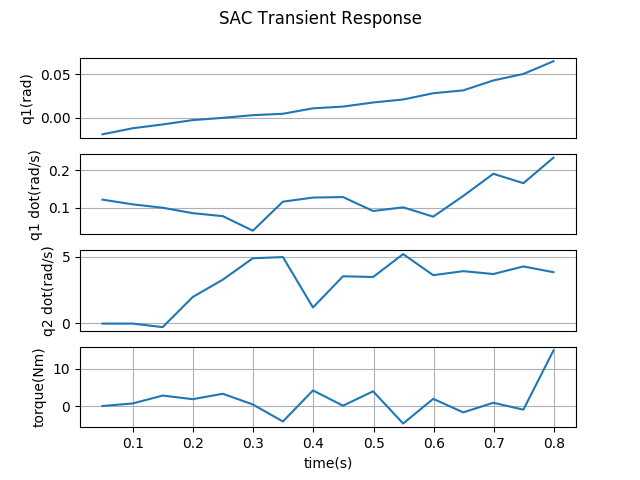 SAC Transient Response
q1(rad)
0.05
0.00
q1 dot(rad/s)
0.2
0.1
q2 dot(rad/s)
5
0
torque(Nm)
10
0
0.1 0.2 0.3 0.4 0.5 0.6 0.7 0.8
time(s)